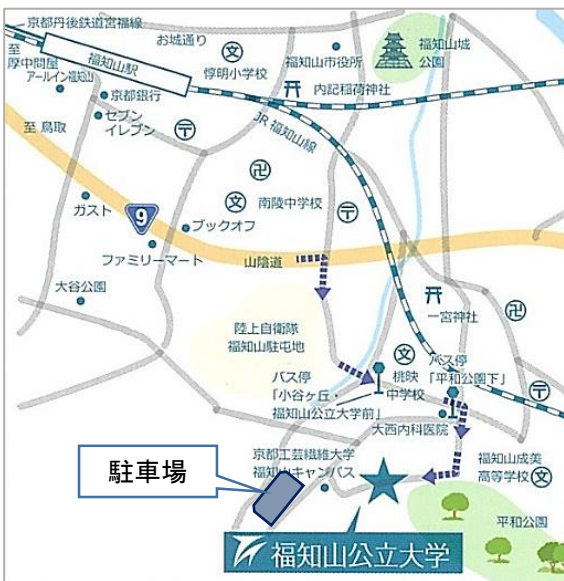 京都丹後鉄道宮福線
至
厚中問屋
アールイン福知山
福知山駅
お城通り
文
惇明小学校
福知山市役所
福知山城
公園
内記稲荷神社
京都銀行
セブン
イレブン
〒
JR 福知山線
至 鳥取
卍
文
南陵中学校
〒
ガスト
9
ブックオフ
ファミリーマート
山陰道
大谷公園
一宮神社
卍
陸上自衛隊
福知山駐屯地
バス停
「小谷ヶ丘・
福知山公立大学前」
文
桃映
中学校
バス停
「平和公園下」
〒
大西内科医院
京都工芸繊維大学
福知山キャンパス
福知山成美
高等学校
文
駐車場
平和公園
福知山公立大学